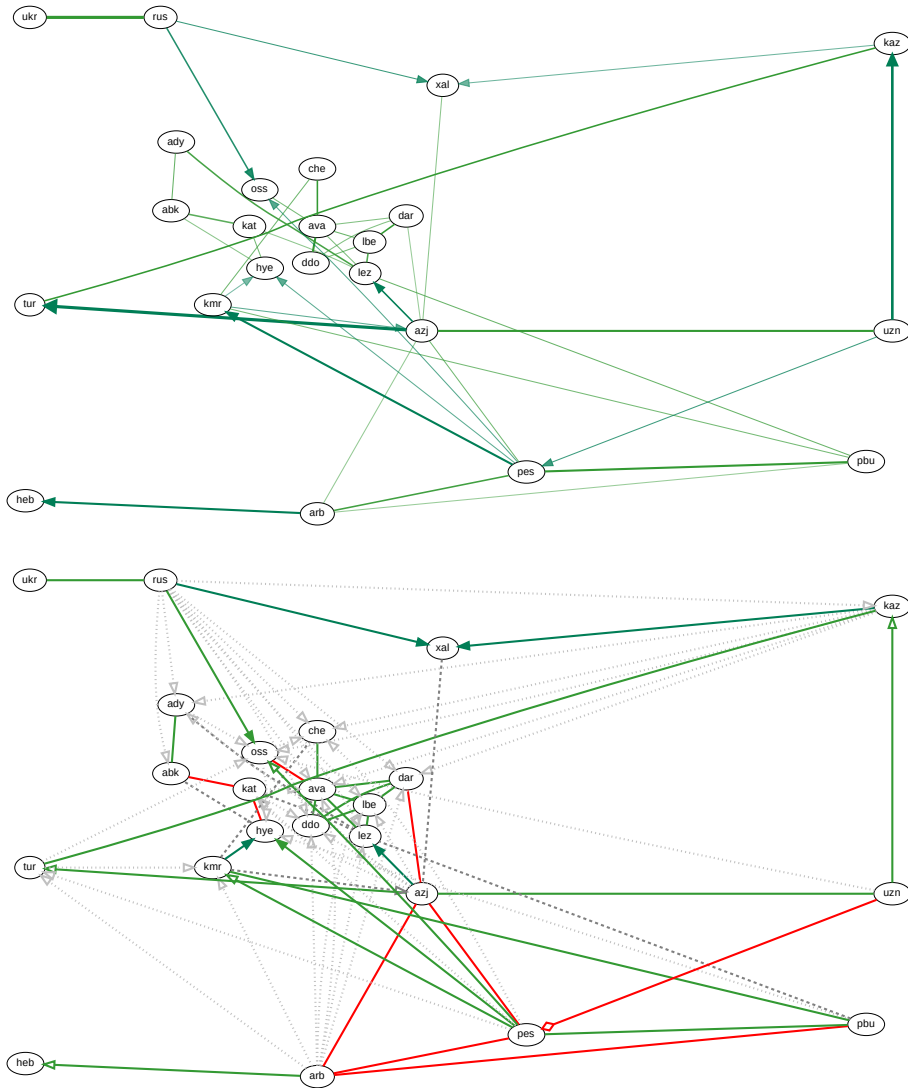 ukr rus
kaz
xal
ady
che
oss
abk
dar
kat ava
lbe
ddo
hye
lez
tur kmr
azj uzn
pes pbu
heb
arb
ukr rus
kaz
xal
ady
che
oss
abk
dar
kat ava
lbe
ddo
hye
lez
tur kmr
azj uzn
pes pbu
heb
arb